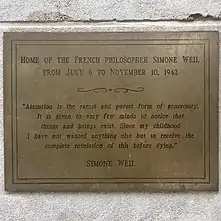 HOME OF THE FRENCH PHILOSOPHER SIMONE WEIL
FROM JULY 6 TO NOVEMBER 10, 1942
"Attention is the rarest and purest form of generosity.
It is given to very few minds to notice that
things and beings exist. Since my childhood
I have not wanted anything else but to receive the
complete revelation of this before dying."
SIMONE WEIL